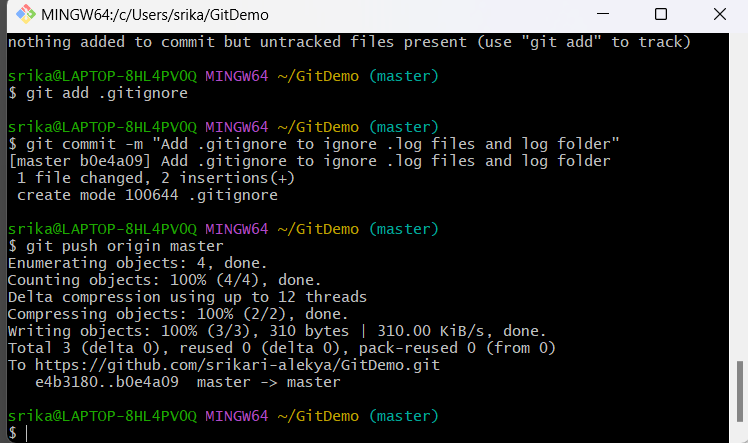 MINGW64:/c/Users/srika/GitDemo
nothing added to commit but untracked files present (use "git add" to track)
srika@LAPTOP-8HL4PV0Q MINGW64 ~/GitDemo (master)
$ git add .gitignore
srika@LAPTOP-8HL4PV0Q MINGW64 ~/GitDemo (master)
$ git commit -m "Add .gitignore to ignore .log files and log folder"
[master b0e4a09] Add .gitignore to ignore .log files and log folder
 1 file changed, 2 insertions(+)
 create mode 100644 .gitignore
srika@LAPTOP-8HL4PV0Q MINGW64 ~/GitDemo (master)
$ git push origin master
Enumerating objects: 4, done.
Counting objects: 100% (4/4), done.
Delta compression using up to 12 threads
Compressing objects: 100% (2/2), done.
Writing objects: 100% (3/3), 310 bytes | 310.00 KiB/s, done.
Total 3 (delta 0), reused 0 (delta 0), pack-reused 0 (from 0)
To https://github.com/srikari-alekya/GitDemo.git
   e4b3180..b0e4a09  master -> master
srika@LAPTOP-8HL4PV0Q MINGW64 ~/GitDemo (master)
$